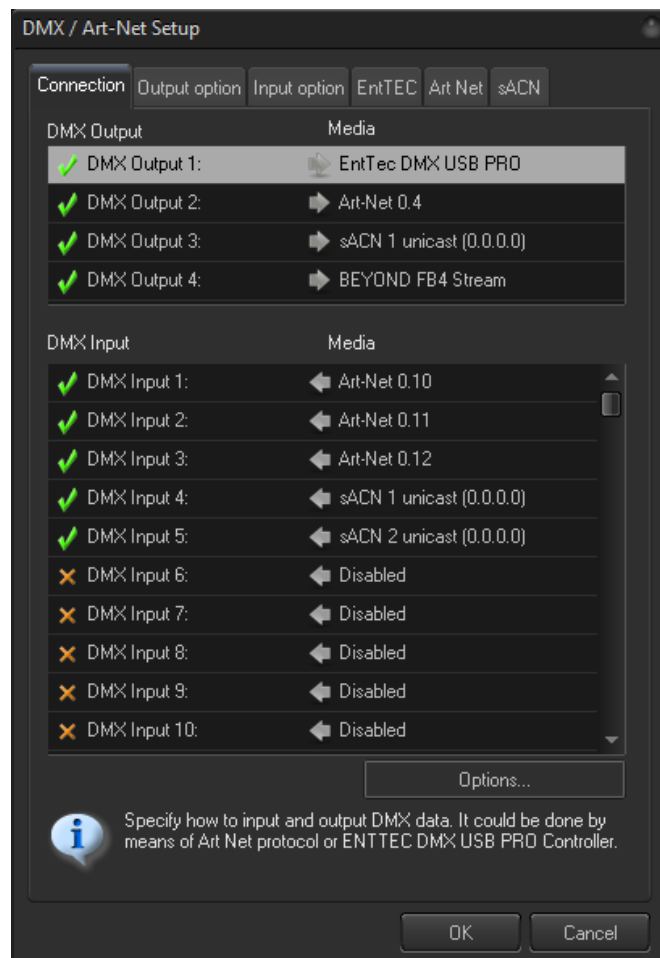 DMX / Art-Net Setup
Connection Output option Input option EntTEC Art Net sACN
DMX Output Media
DMX Output 1: EntTec DMX USB PRO
DMX Output 2: Art-Net 0.4
DMX Output 3: sACN 1 unicast (0.0.0.0)
DMX Output 4: BEYOND FB4 Stream
DMX Input Media
DMX Input 1: Art-Net 0.10
DMX Input 2: Art-Net 0.11
DMX Input 3: Art-Net 0.12
DMX Input 4: sACN 1 unicast (0.0.0.0)
DMX Input 5: sACN 2 unicast (0.0.0.0)
DMX Input 6: Disabled
DMX Input 7: Disabled
DMX Input 8: Disabled
DMX Input 9: Disabled
DMX Input 10: Disabled
Options...
Specify how to input and output DMX data. It could be done by
means of Art Net protocol or ENTTEC DMX USB PRO Controller.
OK Cancel